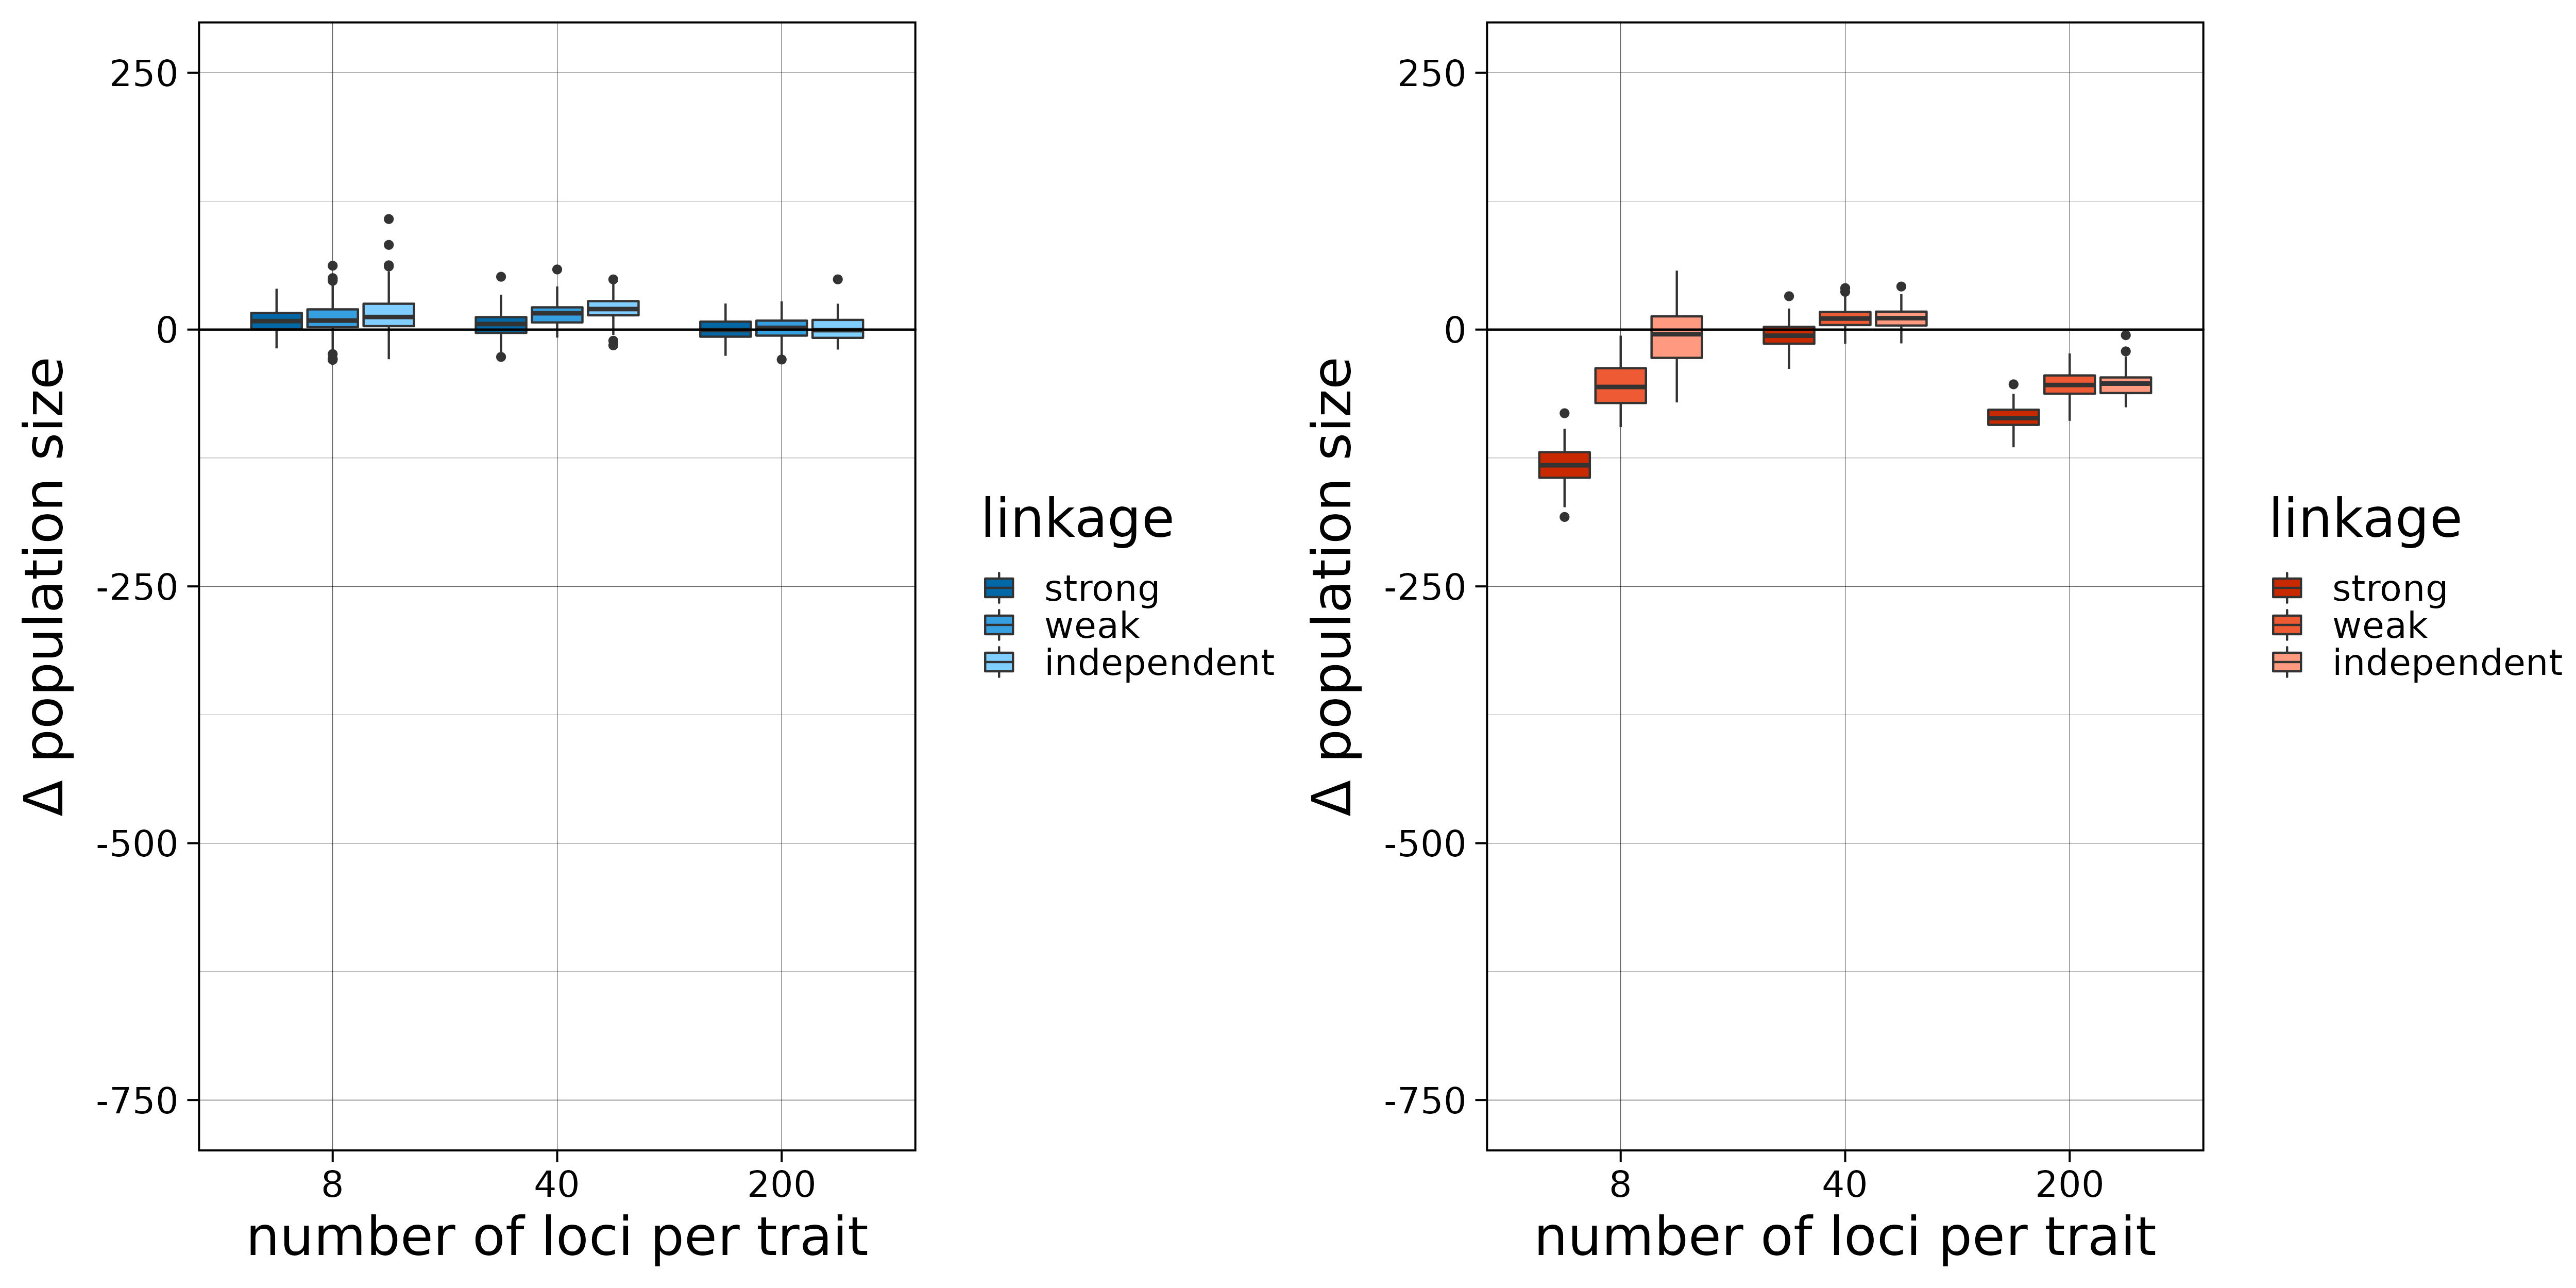 250
0
-250
-500
-750
Δ population size
8 40 200
number of loci per trait
linkage
strong
weak
independent
250
0
-250
-500
-750
Δ population size
8 40 200
number of loci per trait
linkage
strong
weak
independent